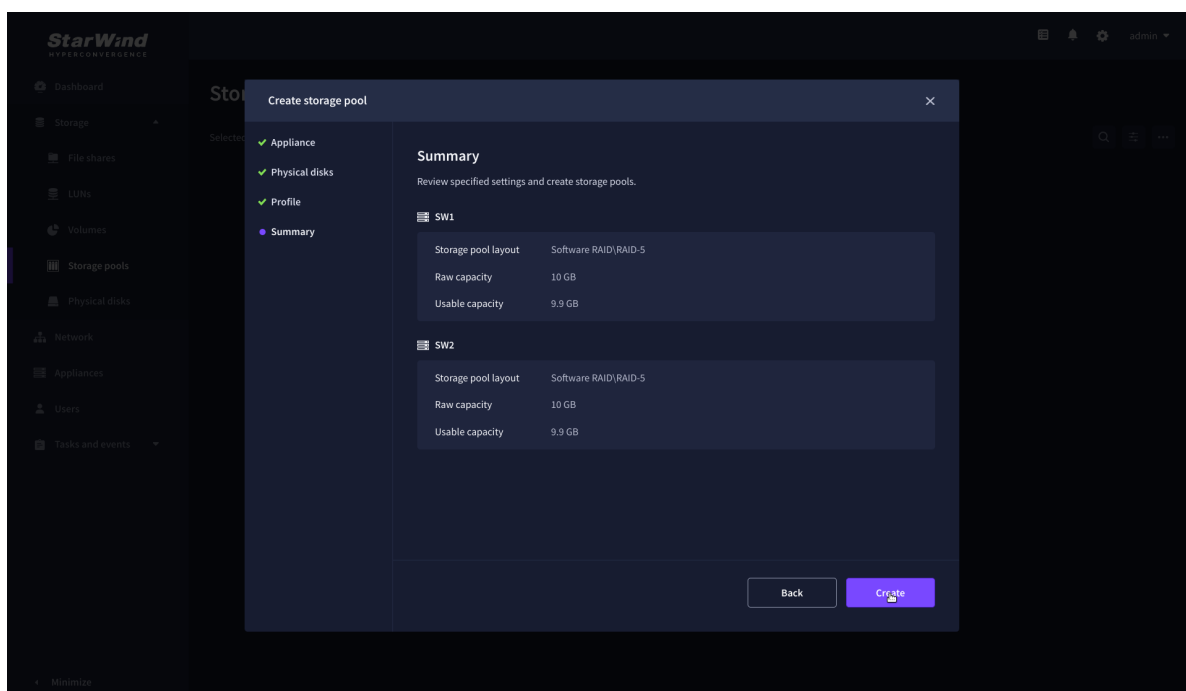 StarWind
HYPERCONVERGENCE
admin
Dashboard
Storage
File shares
LUNs
Volumes
Storage pools
Physical disks
Network
Appliances
Users
Tasks and events
Minimize
Stor
Selected
Create storage pool
Appliance
Physical disks
Profile
Summary
Summary
Review specified settings and create storage pools.
SW1
Storage pool layout Software RAID\RAID-5
Raw capacity 10 GB
Usable capacity 9.9 GB
SW2
Storage pool layout Software RAID\RAID-5
Raw capacity 10 GB
Usable capacity 9.9 GB
Back
Create